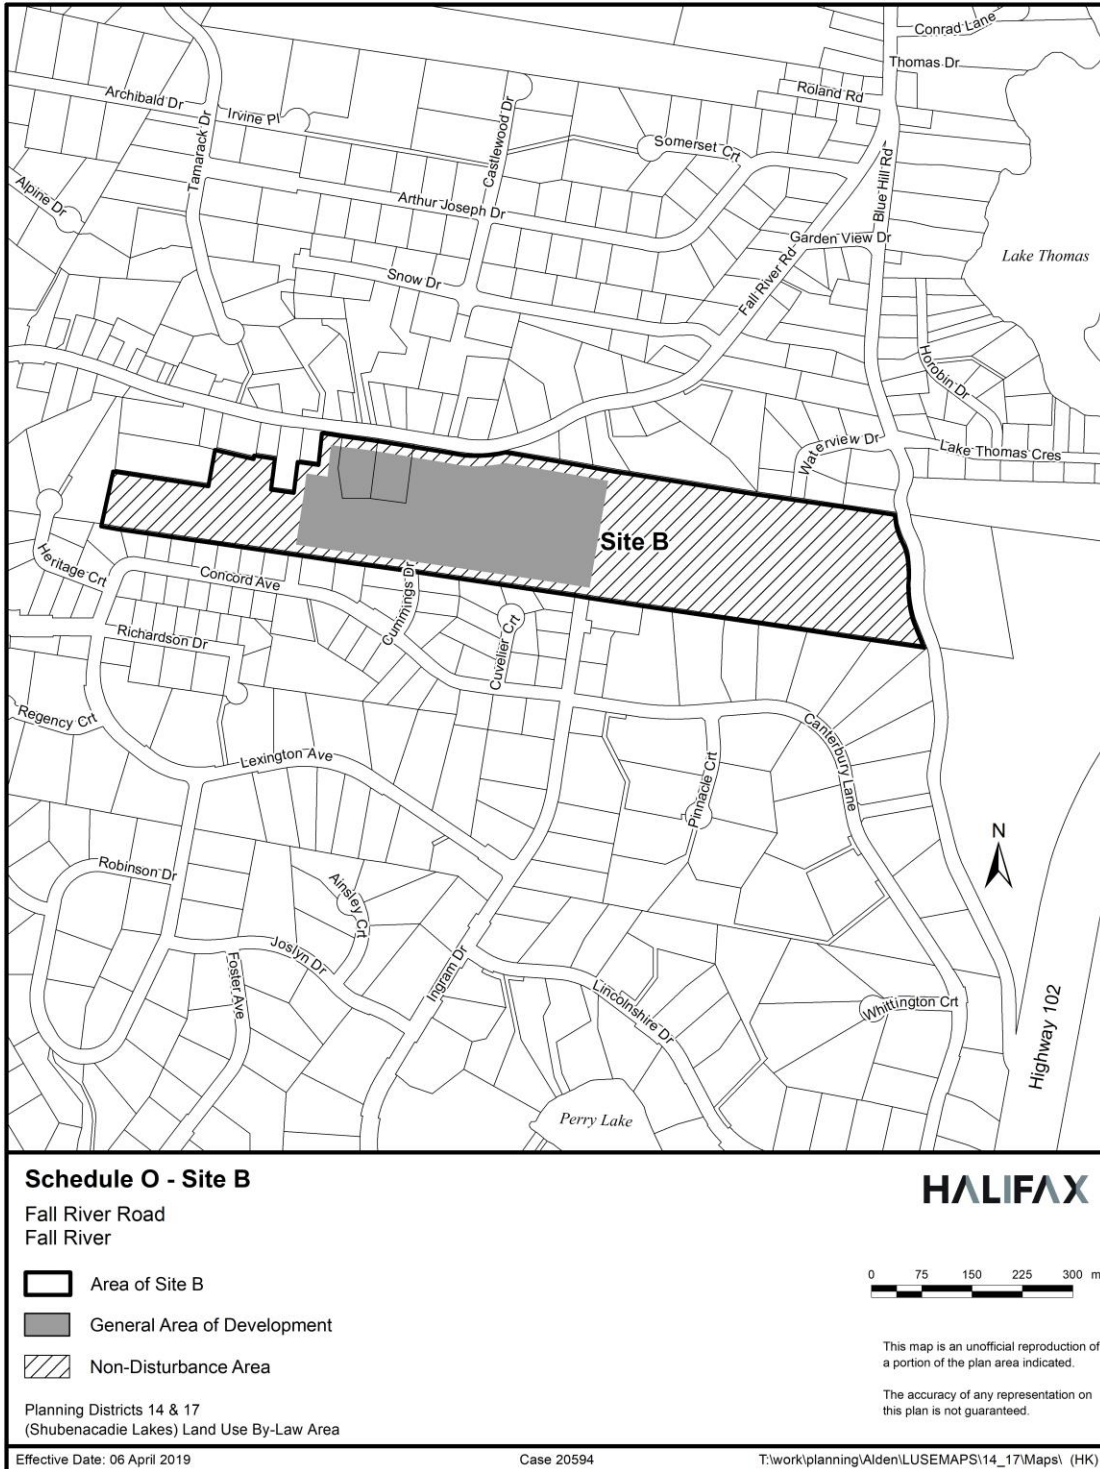 Conrad Lane
Thomas Dr
Roland Rd
Archibald Dr
Irvine Pl
Tamarack Dr
Castlewood Dr
Somerset Crt
Blue Hill Rd
Alpine Dr
Arthur Joseph Dr
Garden View Dr
Lake Thomas
Snow Dr
Fall River Rd
Horobin Dr
Waterview Dr
Lake Thomas Cres
Site B
Heritage Crt
Concord Ave
Cummings Dr
Cuvelier Crt
Richardson Dr
Regency Crt
Lexington Ave
Canterbury Lane
Pinnacle Crt
N
Robinson Dr
Ainsley Crt
Joslyn Dr
Foster Ave
Ingram Dr
Lincolnshire Dr
Whittington Crt
Highway 102
Perry Lake
Schedule O - Site B
Fall River Road
Fall River
Area of Site B
General Area of Development
Non-Disturbance Area
Planning Districts 14 & 17
(Shubenacadie Lakes) Land Use By-Law Area
HALIFAX
0 75 150 225 300 m
This map is an unofficial reproduction of
a portion of the plan area indicated.
The accuracy of any representation on
this plan is not guaranteed.
Effective Date: 06 April 2019
Case 20594
T:\work\planning\Alden\LUSEMAPS\14_17\Maps\ (HK)